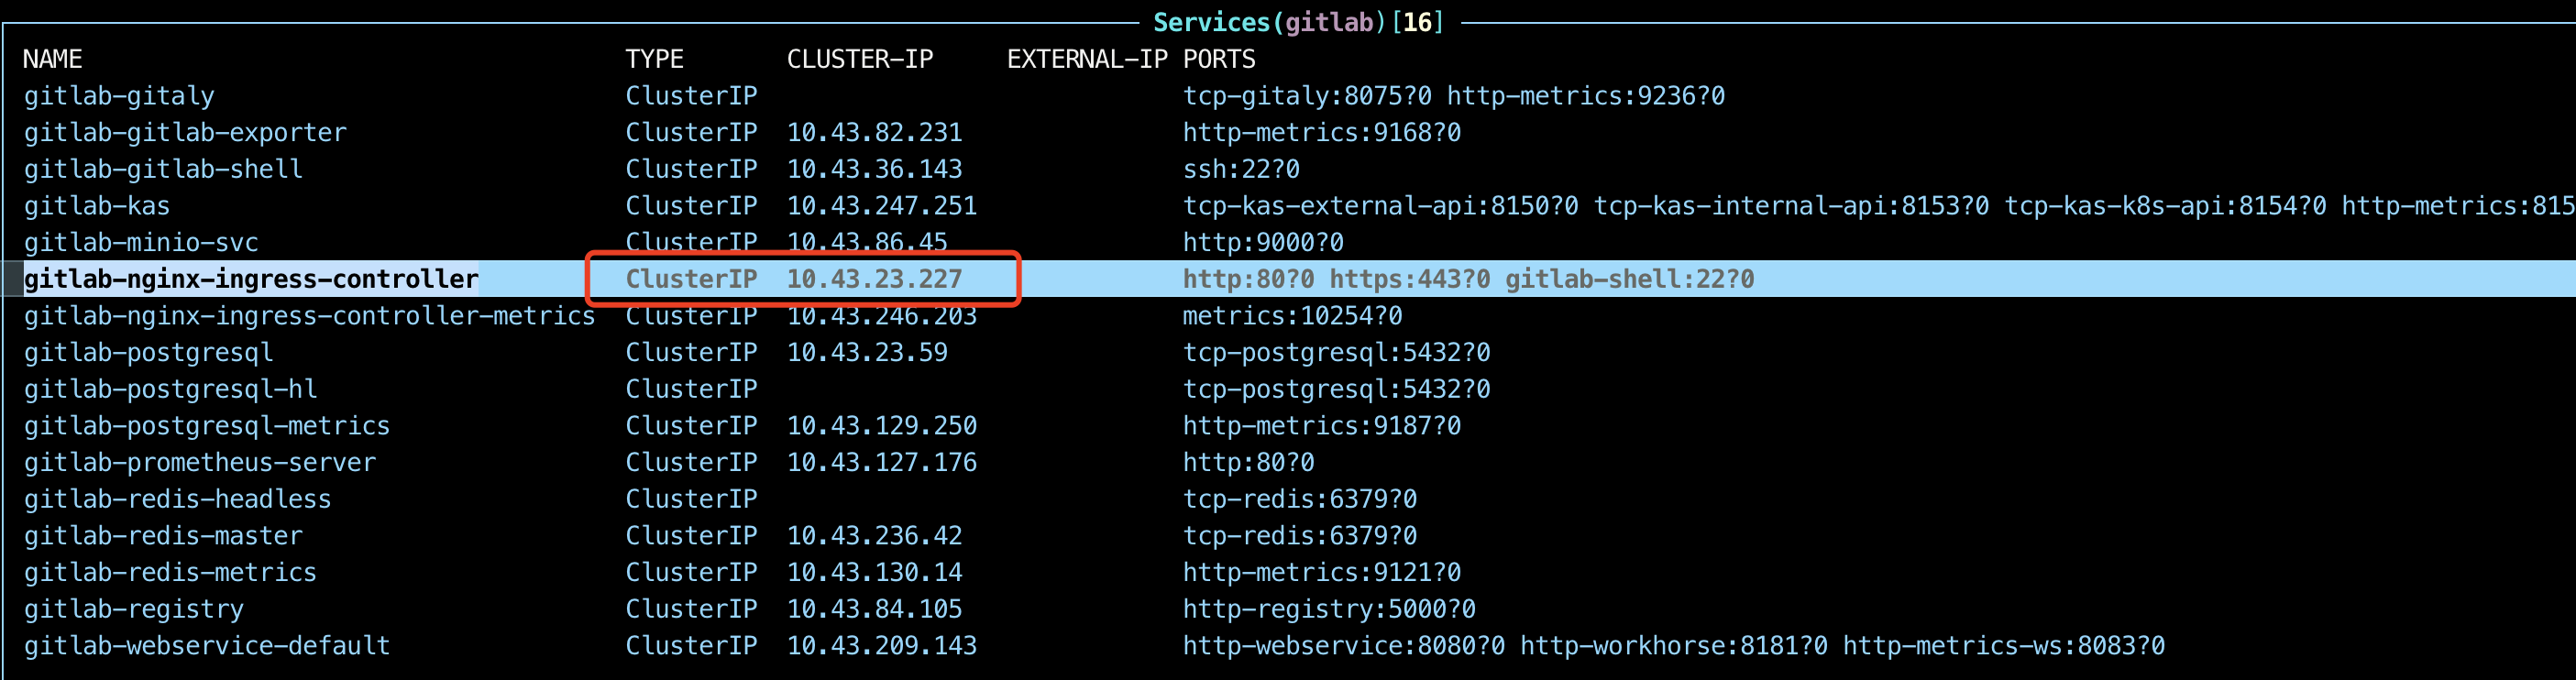 Services(gitlab)[16]
NAME TYPE CLUSTER-IP EXTERNAL-IP PORTS
gitlab-gitaly ClusterIP tcp-gitaly:8075?0 http-metrics:9236?0
gitlab-gitlab-exporter ClusterIP 10.43.82.231 http-metrics:9168?0
gitlab-gitlab-shell ClusterIP 10.43.36.143 ssh:22?0
gitlab-kas ClusterIP 10.43.247.251 tcp-kas-external-api:8150?0 tcp-kas-internal-api:8153?0 tcp-kas-k8s-api:8154?0 http-metrics:815
gitlab-minio-svc ClusterIP 10.43.86.45 http:9000?0
gitlab-nginx-ingress-controller ClusterIP 10.43.23.227 http:80?0 https:443?0 gitlab-shell:22?0
gitlab-nginx-ingress-controller-metrics ClusterIP 10.43.246.203 metrics:10254?0
gitlab-postgresql ClusterIP 10.43.23.59 tcp-postgresql:5432?0
gitlab-postgresql-hl ClusterIP tcp-postgresql:5432?0
gitlab-postgresql-metrics ClusterIP 10.43.129.250 http-metrics:9187?0
gitlab-prometheus-server ClusterIP 10.43.127.176 http:80?0
gitlab-redis-headless ClusterIP tcp-redis:6379?0
gitlab-redis-master ClusterIP 10.43.236.42 tcp-redis:6379?0
gitlab-redis-metrics ClusterIP 10.43.130.14 http-metrics:9121?0
gitlab-registry ClusterIP 10.43.84.105 http-registry:5000?0
gitlab-webservice-default ClusterIP 10.43.209.143 http-webservice:8080?0 http-workhorse:8181?0 http-metrics-ws:8083?0